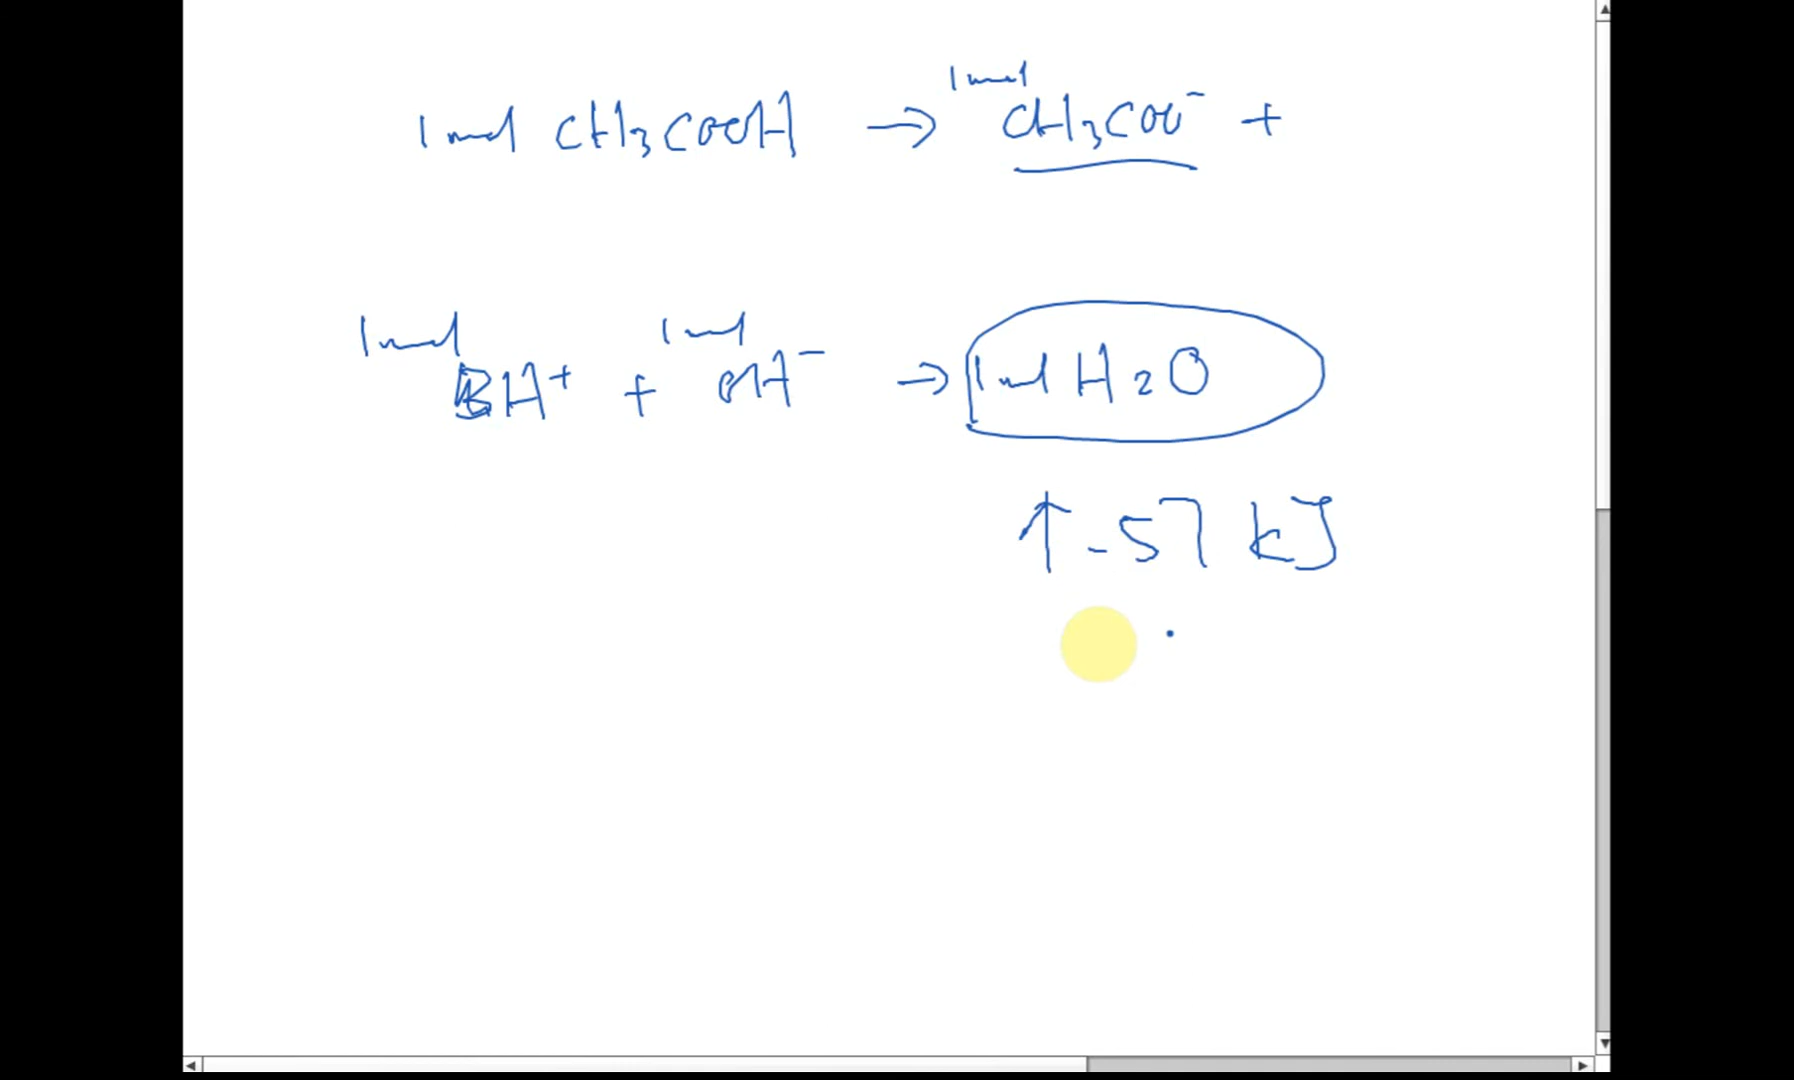 1 mol
1 mol CH3COOH → CH3COO⁻ +
1 mol 1 mol
H⁺ + OH⁻ → 1 mol H2O
↑ -57 kJ